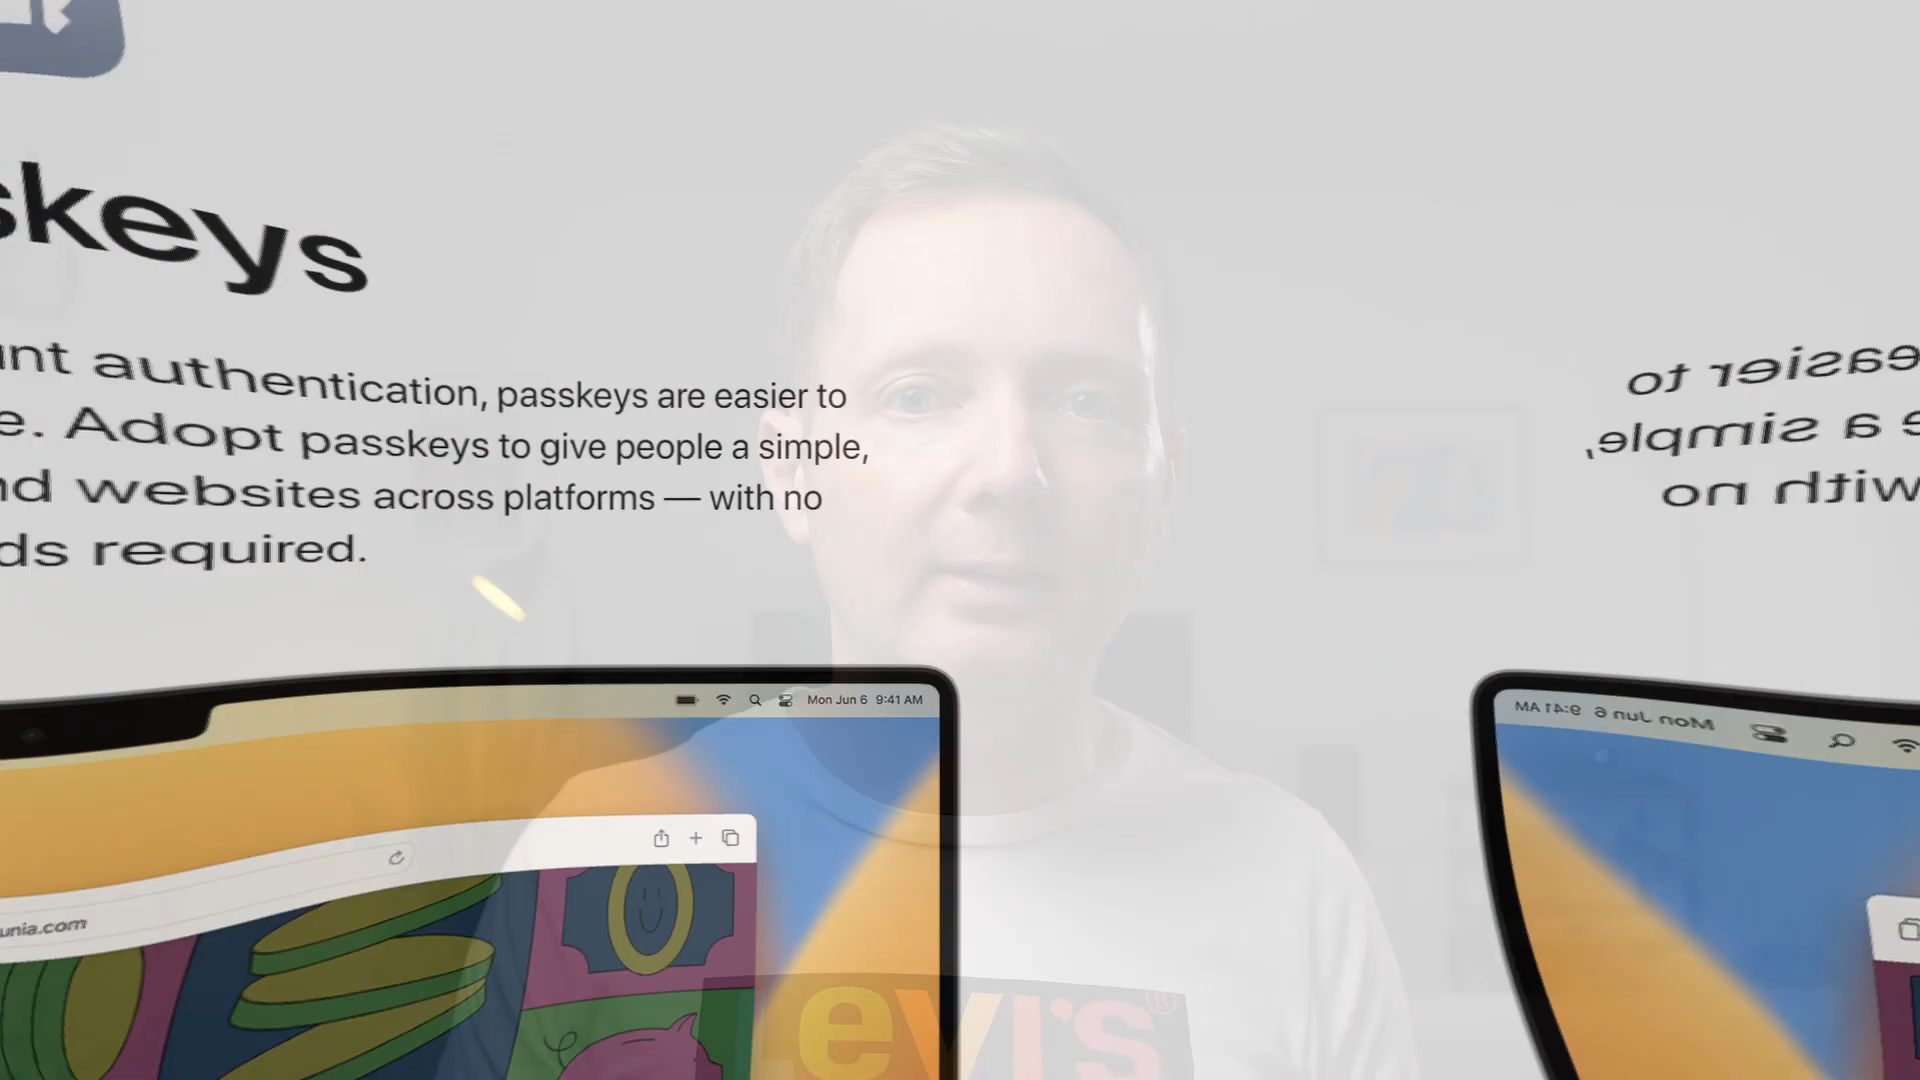 skeys
nt authentication, passkeys are easier to
e. Adopt passkeys to give people a simple,
nd websites across platforms — with no
ds required.
easier to
e a simple,
with no
Mon Jun 6 9:41 AM
Mon Jun 6 9:41 AM
unia.com
Levi's®